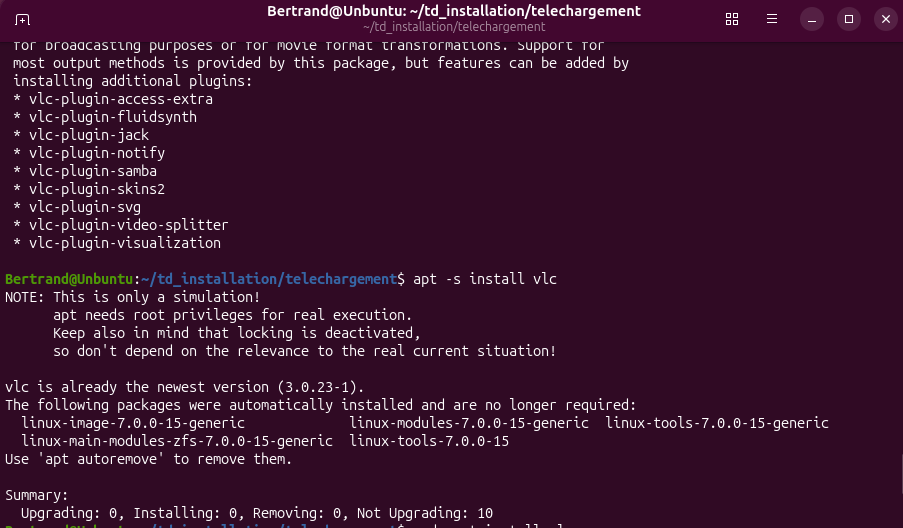 Bertrand@Unbuntu: ~/td_installation/telechargement
~/td_installation/telechargement
for broadcasting purposes or for movie format transformations. Support for
most output methods is provided by this package, but features can be added by
installing additional plugins:
* vlc-plugin-access-extra
* vlc-plugin-fluidsynth
* vlc-plugin-jack
* vlc-plugin-notify
* vlc-plugin-samba
* vlc-plugin-skins2
* vlc-plugin-svg
* vlc-plugin-video-splitter
* vlc-plugin-visualization
Bertrand@Unbuntu:~/td_installation/telechargement$ apt -s install vlc
NOTE: This is only a simulation!
apt needs root privileges for real execution.
Keep also in mind that locking is deactivated,
so don't depend on the relevance to the real current situation!
vlc is already the newest version (3.0.23-1).
The following packages were automatically installed and are no longer required:
linux-image-7.0.0-15-generic linux-modules-7.0.0-15-generic linux-tools-7.0.0-15-generic
linux-main-modules-zfs-7.0.0-15-generic linux-tools-7.0.0-15
Use 'apt autoremove' to remove them.
Summary:
Upgrading: 0, Installing: 0, Removing: 0, Not Upgrading: 10
Bertrand@Unbuntu:~/td_installation/telechargement$